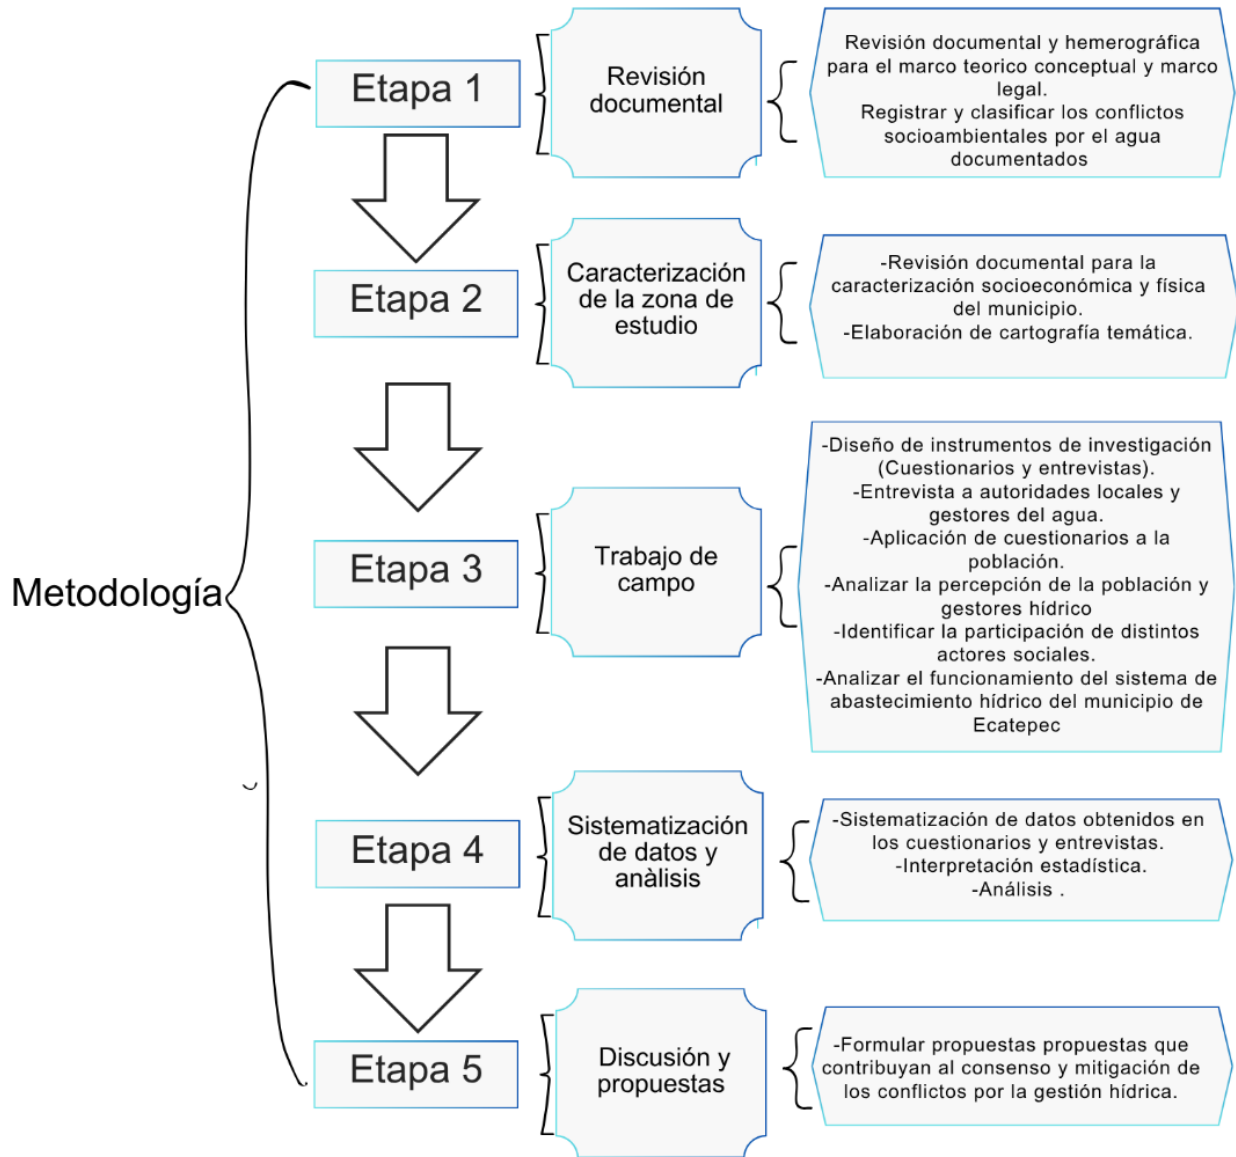 Metodología
Etapa 1
Revisión
documental
Revisión documental y hemerográfica
para el marco teorico conceptual y marco
legal.
Registrar y clasificar los conflictos
socioambientales por el agua
documentados
Etapa 2
Caracterización
de la zona de
estudio
-Revisión documental para la
caracterización socioeconómica y física
del municipio.
-Elaboración de cartografía temática.
Etapa 3
Trabajo de
campo
-Diseño de instrumentos de investigación
(Cuestionarios y entrevistas).
-Entrevista a autoridades locales y
gestores del agua.
-Aplicación de cuestionarios a la
población.
-Analizar la percepción de la población y
gestores hídrico
-Identificar la participación de distintos
actores sociales.
-Analizar el funcionamiento del sistema de
abastecimiento hídrico del municipio de
Ecatepec
Etapa 4
Sistematización
de datos y
anàlisis
-Sistematización de datos obtenidos en
los cuestionarios y entrevistas.
-Interpretación estadística.
-Análisis .
Etapa 5
Discusión y
propuestas
-Formular propuestas propuestas que
contribuyan al consenso y mitigación de
los conflictos por la gestión hídrica.